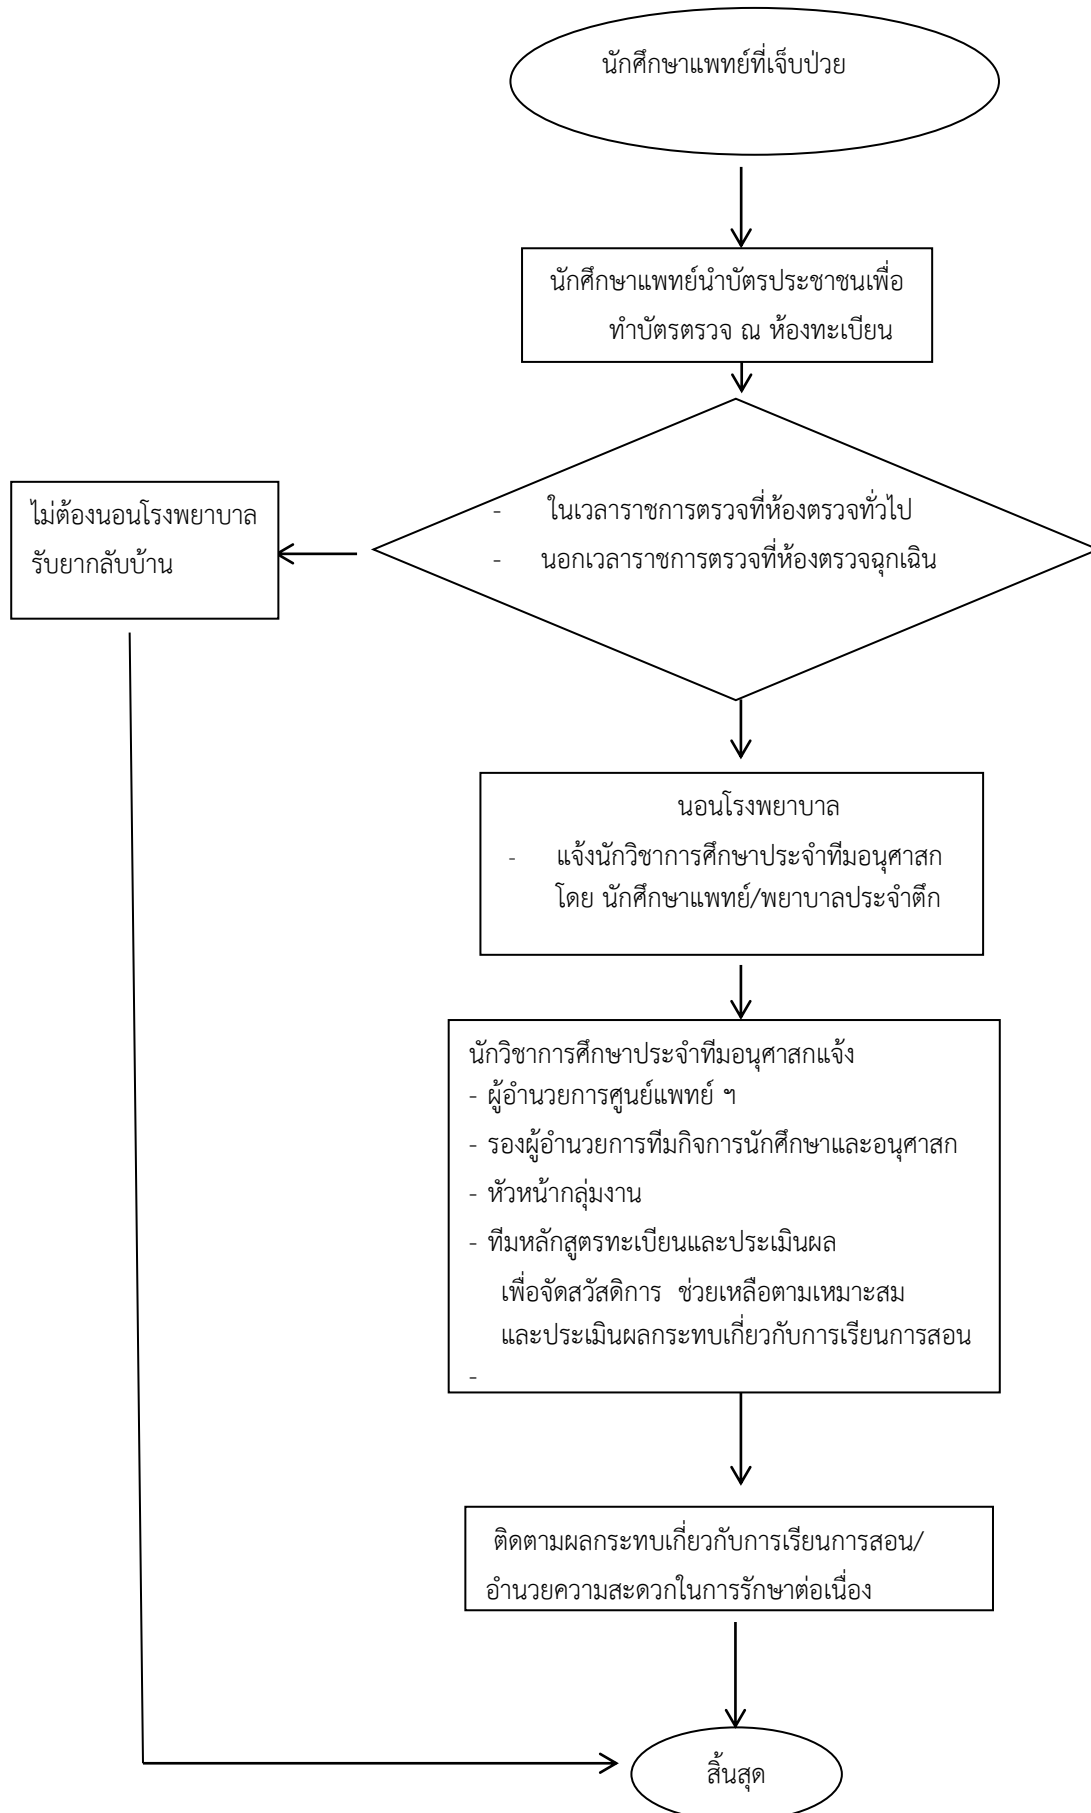 นักศึกษาแพทย์ที่เจ็บป่วย
นักศึกษาแพทย์นำบัตรประชาชนเพื่อ
ทำบัตรตรวจ ณ ห้องทะเบียน
- ในเวลาราชการตรวจที่ห้องตรวจทั่วไป
- นอกเวลาราชการตรวจที่ห้องตรวจฉุกเฉิน
ไม่ต้องนอนโรงพยาบาล
รับยากลับบ้าน
นอนโรงพยาบาล
- แจ้งนักวิชาการศึกษาประจำทีมอนุศาสก
โดย นักศึกษาแพทย์/พยาบาลประจำตึก
นักวิชาการศึกษาประจำทีมอนุศาสกแจ้ง
- ผู้อำนวยการศูนย์แพทย์ ฯ
- รองผู้อำนวยการทีมกิจการนักศึกษาและอนุศาสก
- หัวหน้ากลุ่มงาน
- ทีมหลักสูตรทะเบียนและประเมินผล
เพื่อจัดสวัสดิการ ช่วยเหลือตามเหมาะสม
และประเมินผลกระทบเกี่ยวกับการเรียนการสอน
-
ติดตามผลกระทบเกี่ยวกับการเรียนการสอน/
อำนวยความสะดวกในการรักษาต่อเนื่อง
สิ้นสุด